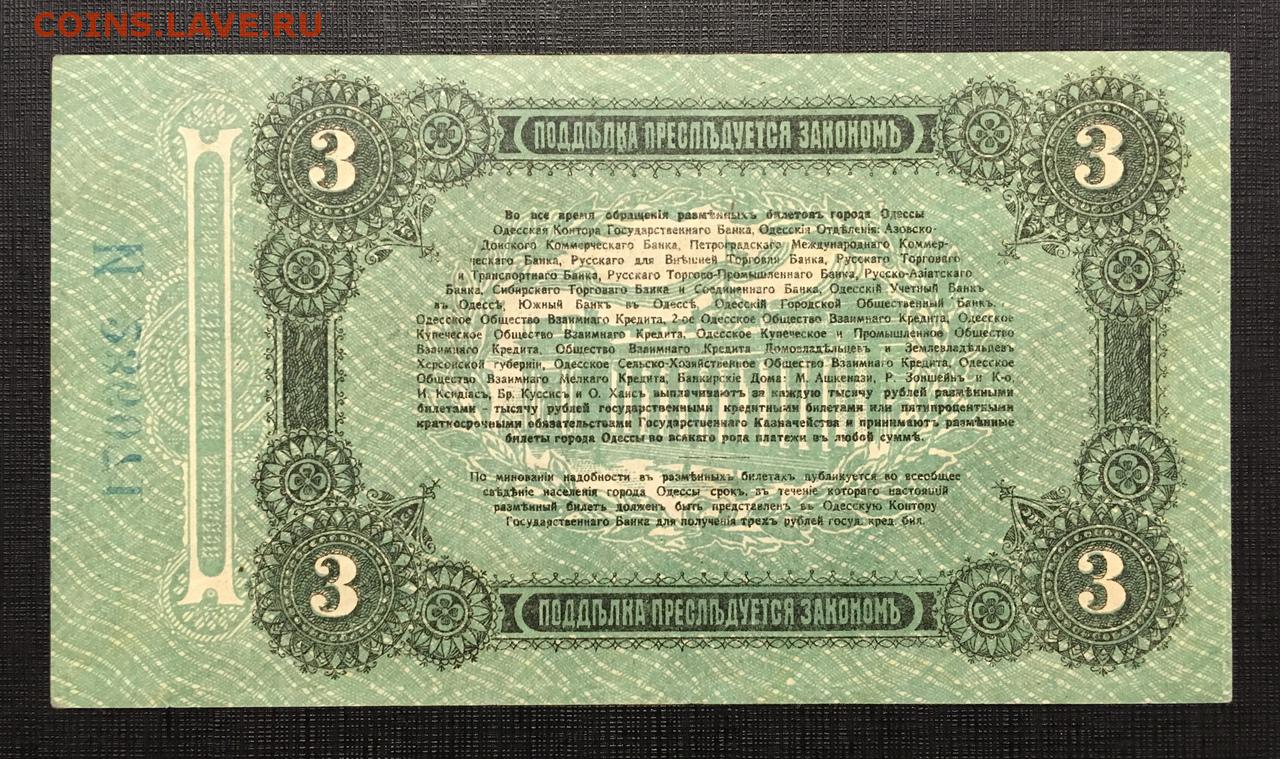 COINS.LAVE.RU
3
3
ПОДДѢЛКА ПРЕСЛѢДУЕТСЯ ЗАКОНОМЪ
Во все время обращенія размѣнныхъ билетовъ города Одессы
Одесская Контора Государственнаго Банка, Одесскія Отдѣленія: Азовско-
Донского Коммерческаго Банка, Петроградскаго Международнаго Коммер-
ческаго Банка, Русскаго для Внѣшней Торговли Банка, Русскаго Торговаго
и Транспортнаго Банка, Русскаго Торгово-Промышленнаго Банка, Русско-Азіатскаго
Банка, Сибирскаго Торговаго Банка и Соединеннаго Банка, Одесскій Учетный Банкъ
въ Одессѣ, Южный Банкъ въ Одессѣ, Одесскій Городской Общественный Банкъ,
Одесское Общество Взаимнаго Кредита, 2-ое Одесское Общество Взаимнаго Кредита, Одесское
Купеческое Общество Взаимнаго Кредита, Одесское Купеческое и Промышленное Общество
Взаимнаго Кредита, Общество Взаимнаго Кредита Домовладѣльцевъ и Землевладѣльцевъ
Херсонской губерніи, Одесское Сельско-Хозяйственное Общество Взаимнаго Кредита, Одесское
Общество Взаимнаго Мелкаго Кредита, Банкирскіе Дома: М. Ашкенази, Р. Зоншейнъ и К-о,
И. Ксидіасъ, Бр. Куссисъ и О. Хаисъ выплачиваютъ за каждую тысячу рублей размѣнными
билетами - тысячу рублей государственными кредитными билетами или пятипроцентными
краткосрочными обязательствами Государственнаго Казначейства и принимаютъ размѣнные
билеты города Одессы во всякаго рода платежи въ любой суммѣ.
По минованіи надобности въ размѣнныхъ билетахъ публикуется во всеобщее
свѣдѣніе населенія города Одессы срокъ, въ теченіе котораго настоящій
размѣнный билетъ долженъ быть представленъ въ Одесскую Контору
Государственнаго Банка для полученія трехъ рублей госуд. кред. бил.
3
3
ПОДДѢЛКА ПРЕСЛѢДУЕТСЯ ЗАКОНОМЪ